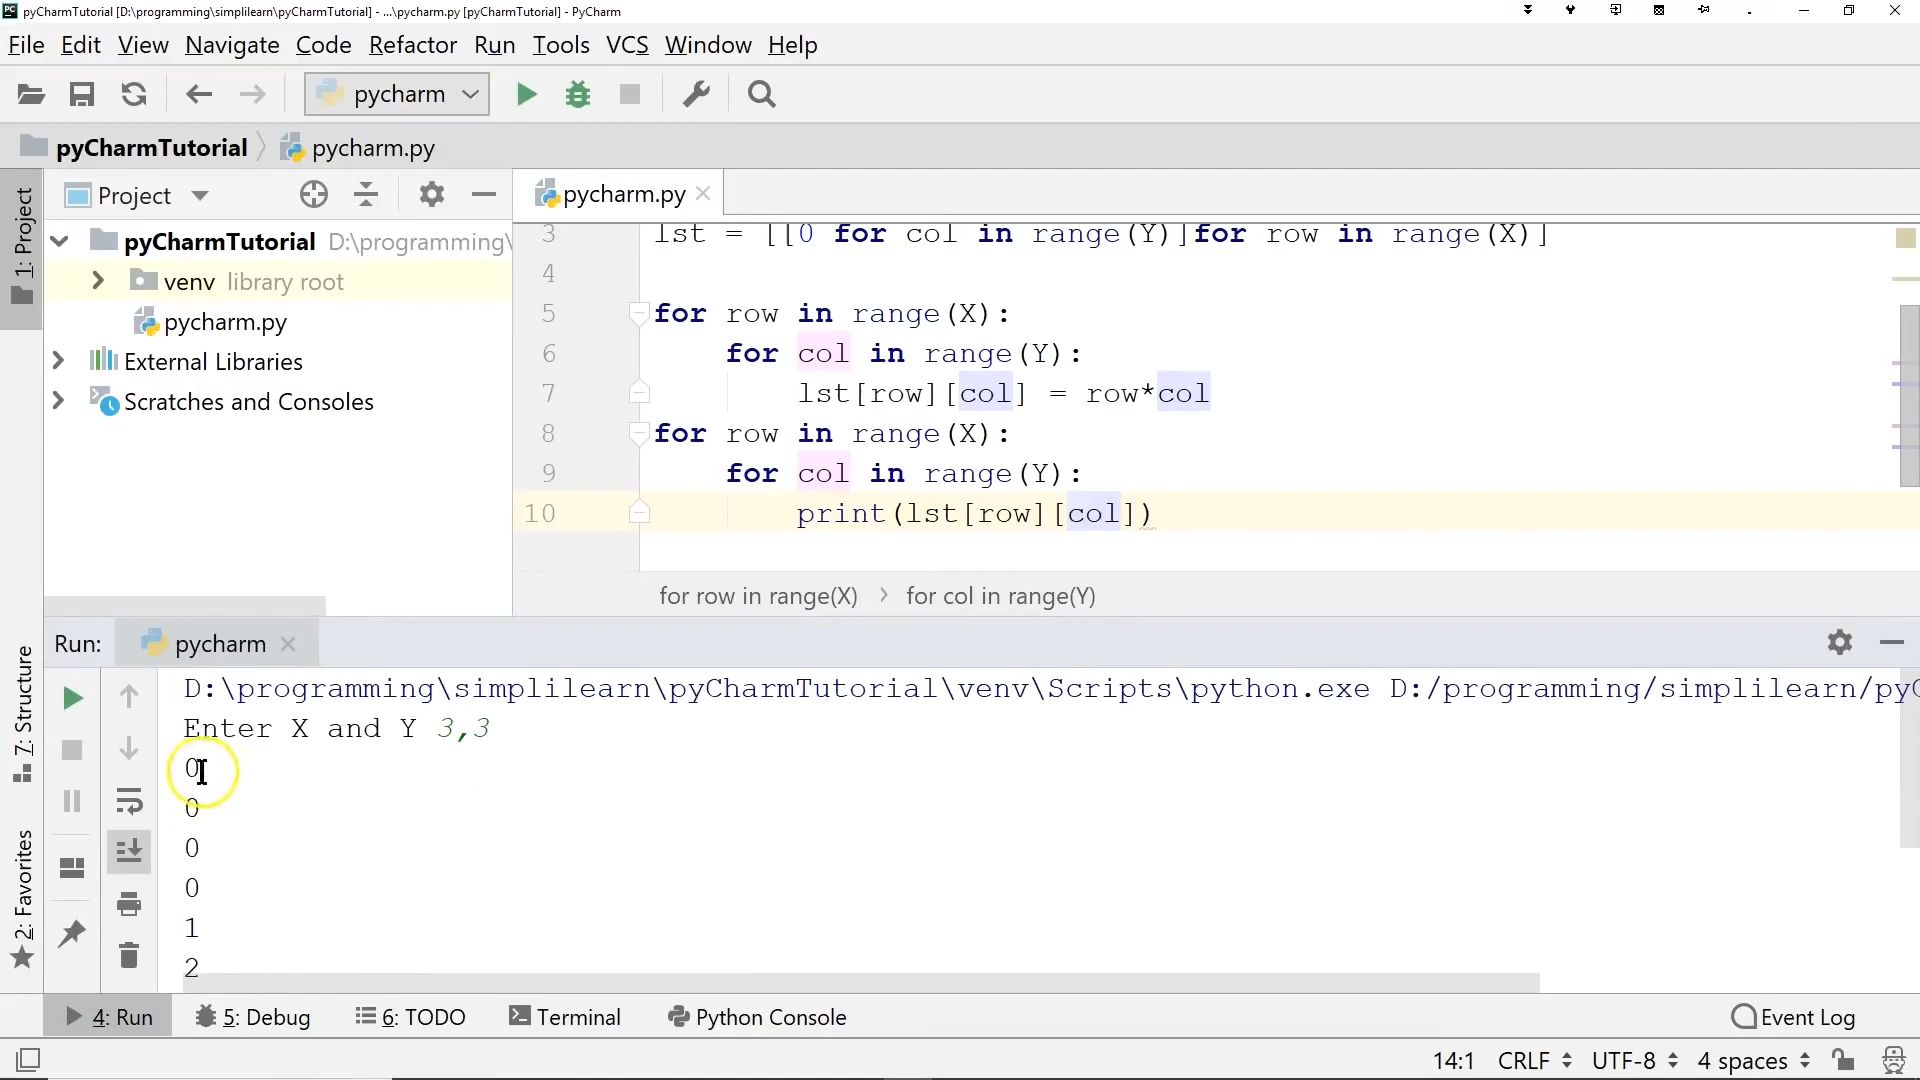 pyCharmTutorial [D:\programming\simplilearn\pyCharmTutorial] - ...\pycharm.py [pyCharmTutorial] - PyCharm
File Edit View Navigate Code Refactor Run Tools VCS Window Help
pycharm
pyCharmTutorial pycharm.py
1: Project
Project
pyCharmTutorial D:\programming\
venv library root
pycharm.py
External Libraries
Scratches and Consoles
pycharm.py
3 lst = [[0 for col in range(Y)]for row in range(X)]
4
5 for row in range(X):
6 for col in range(Y):
7 lst[row][col] = row*col
8 for row in range(X):
9 for col in range(Y):
10 print(lst[row][col])
for row in range(X) for col in range(Y)
Run: pycharm
7: Structure
2: Favorites
D:\programming\simplilearn\pyCharmTutorial\venv\Scripts\python.exe D:/programming/simplilearn/pyC
Enter X and Y 3,3
0
0
0
0
1
2
4: Run 5: Debug 6: TODO Terminal Python Console Event Log
14:1 CRLF UTF-8 4 spaces